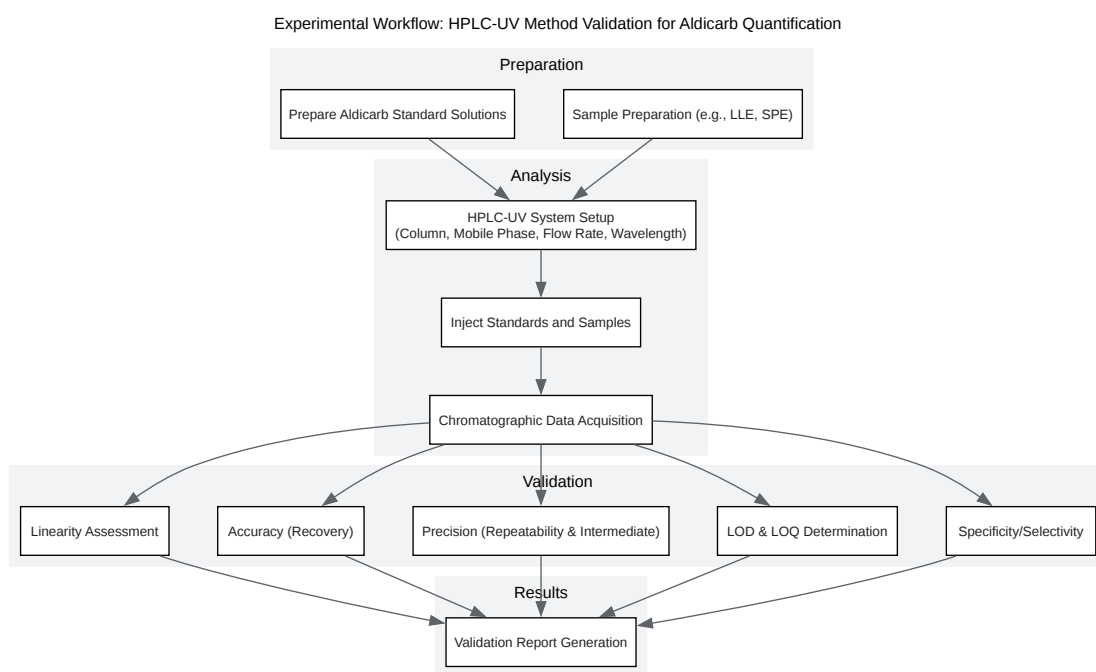 Experimental Workflow: HPLC-UV Method Validation for Aldicarb Quantification
Preparation
Prepare Aldicarb Standard Solutions
Sample Preparation (e.g., LLE, SPE)
Analysis
HPLC-UV System Setup
(Column, Mobile Phase, Flow Rate, Wavelength)
Inject Standards and Samples
Chromatographic Data Acquisition
Validation
Linearity Assessment
Accuracy (Recovery)
Precision (Repeatability & Intermediate)
LOD & LOQ Determination
Specificity/Selectivity
Results
Validation Report Generation